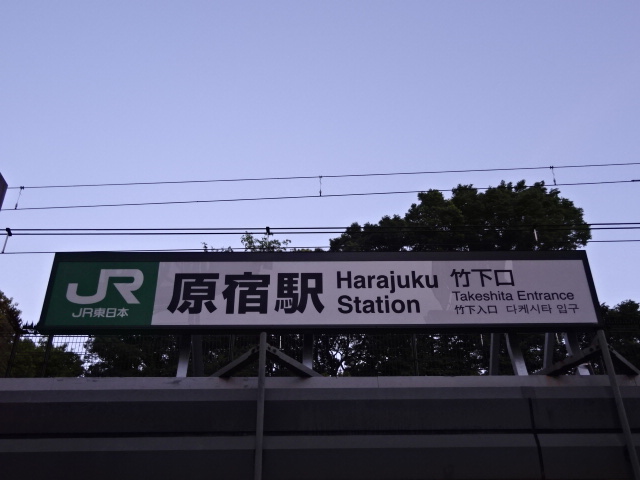 JR
JR東日本
原宿駅
Harajuku
Station
竹下口
Takeshita Entrance
竹下入口 다케시타 입구